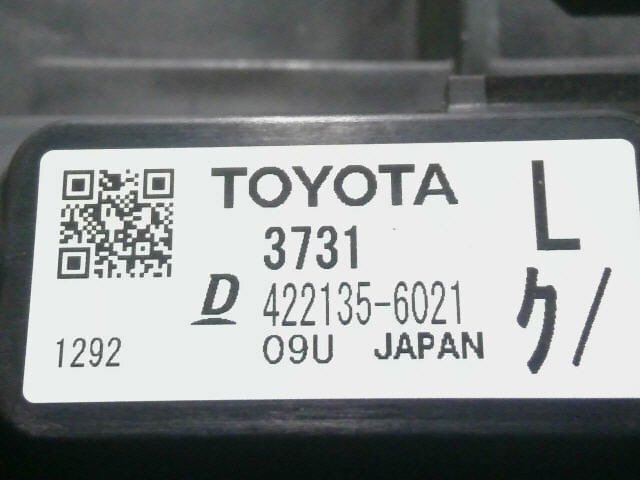 TOYOTA
L
3731
D 422135-6021
ク/
1292
09U JAPAN